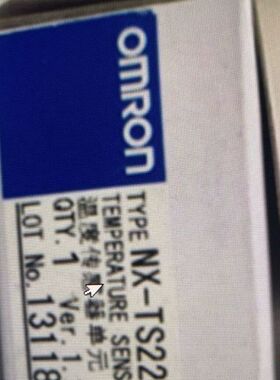 OMRON
TYPE NX-TS22
TEMPERATURE SENS
温度传感器单元
QTY. 1 Ver. 1.
LOT No. 13118